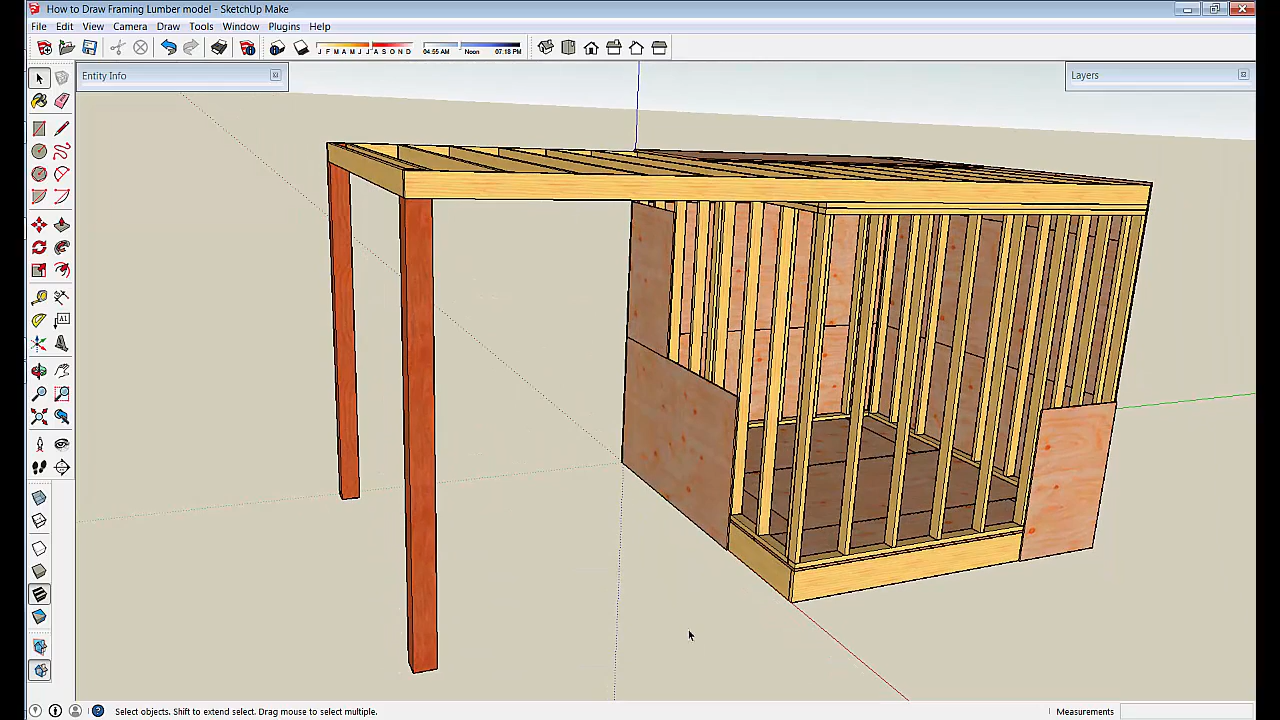 How to Draw Framing Lumber model - SketchUp Make
File Edit View Camera Draw Tools Window Plugins Help
J F M A M J J A S O N D 04:55 AM Noon 07:18 PM
Entity Info
Layers
A1
Select objects. Shift to extend select. Drag mouse to select multiple.
Measurements